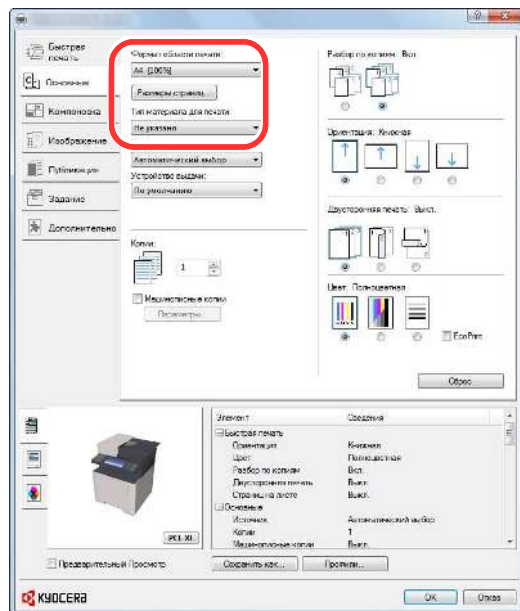 Быстрая
печать
Основные
Компоновка
Изображение
Публикация
Задание
Дополнительно
Формат области печати:
A4 [100%]
Размеры страниц...
Тип материала для печати
Не указано
Автоматический выбор
Устройство выдачи:
По умолчанию
Копии:
1
Машинописные копии
Параметры
Разбор по копиям: Вкл.
Ориентация: Книжная
Двусторонняя печать: Выкл.
Цвет: Полноцветная
EcoPrint
Сброс
PCL XL
Предварительный Просмотр
Элемент Сведения
Быстрая печать
Ориентация Книжная
Цвет Полноцветная
Разбор по копиям Вкл.
Двусторонняя печать Выкл.
Страниц на листе Выкл.
Основные
Источник Автоматический выбор
Копии 1
Машинописные копии Выкл.
Сохранить как...
Профили...
KYOCERA
OK
Отказ